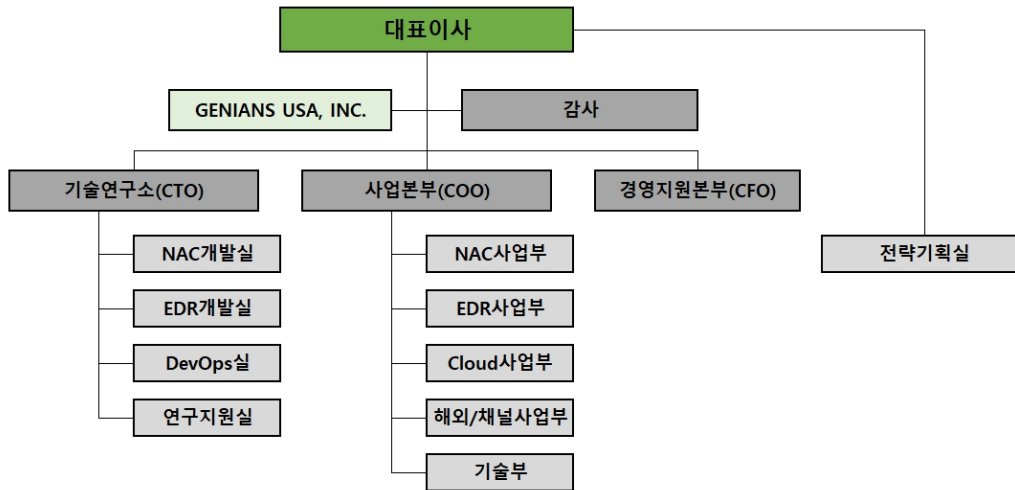 대표이사
GENIANS USA, INC.
감사
기술연구소(CTO)
사업본부(COO)
경영지원본부(CFO)
NAC개발실
NAC사업부
전략기획실
EDR개발실
EDR사업부
DevOps실
Cloud사업부
연구지원실
해외/채널사업부
기술부